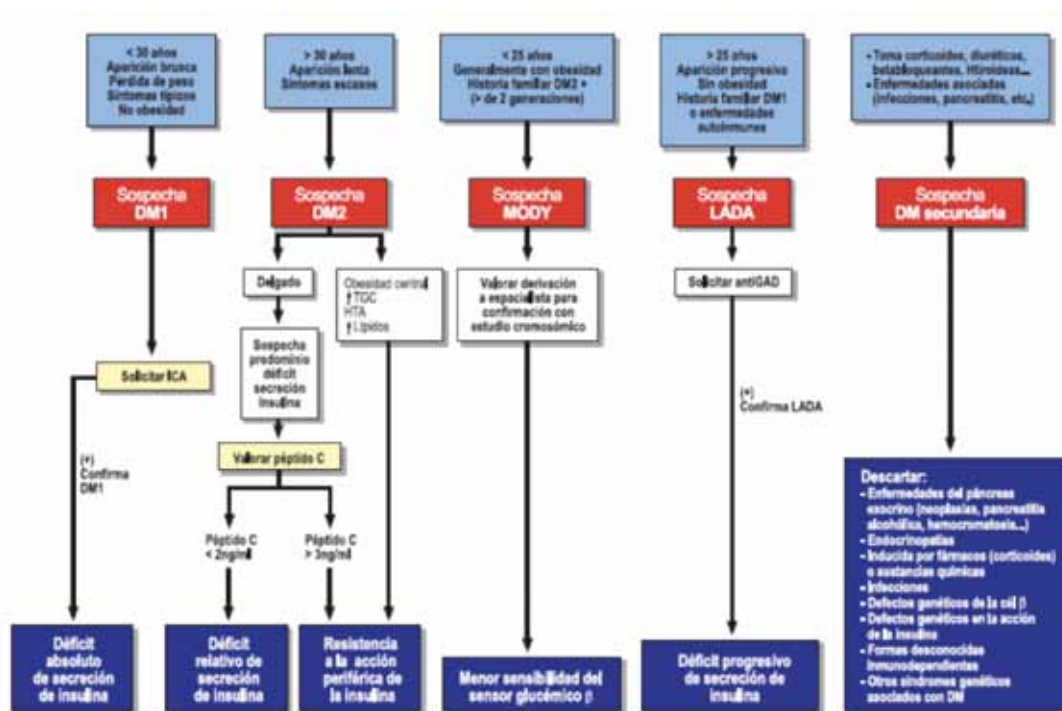 < 30 años
Aparición brusca
Pérdida de peso
Síntomas típicos
No obesidad
> 30 años
Aparición lenta
Síntomas escasos
< 25 años
Generalmente con obesidad
Historia familiar DM2 +
(> de 2 generaciones)
> 25 años
Aparición progresivo
Sin obesidad
Historia familiar DM1
o enfermedades
autoinmunes
- Toma corticoides, diuréticos,
betabloqueantes, Htiroideas...
- Enfermedades asociadas
(infecciones, pancreatitis, etc.,)
Sospecha
DM1
Sospecha
DM2
Sospecha
MODY
Sospecha
LADA
Sospecha
DM secundaria
Delgado
Obesidad central
↑TGC
HTA
↑Lípidos
Valorar derivación
a espacialista para
confirmación con
estudio cromosómico
Solicitar antiGAD
Sospecha
predominio
déficit
secreción
insulina
Solicitar ICA
(+)
Confirma LADA
Valorar péptido C
(+)
Confirma
DM1
Péptido C
< 2ng/ml
Péptido C
> 3ng/ml
Descartar:
- Enfermedades del páncreas
exocrino (neoplaxias, pancreatitis
alcohólica, hemocromatosis...)
- Endocrinopatías
- Inducida por fármacos (corticoides)
o sustancias químicas
- Infecciones
- Defectos genéticos de la cél β
- Defectos genéticos en la acción
de la insulina
- Formas desconocidas
inmunodependientes
- Otros síndromes genéticos
asociados con DM
Déficit
absoluto
de secreción
de insulina
Déficit
relativo de
secreción
de insulina
Resistencia
a la acción
periférica de
la insulina
Menor sensibilidad del
sensor glucémico β
Déficit progresivo
de secreción de
insulina